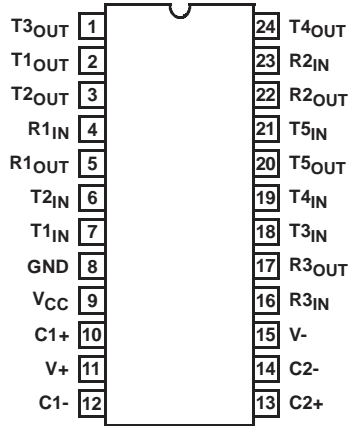 T3OUT 1 24 T4OUT
T1OUT 2 23 R2IN
T2OUT 3 22 R2OUT
R1IN 4 21 T5IN
R1OUT 5 20 T5OUT
T2IN 6 19 T4IN
T1IN 7 18 T3IN
GND 8 17 R3OUT
VCC 9 16 R3IN
C1+ 10 15 V-
V+ 11 14 C2-
C1- 12 13 C2+